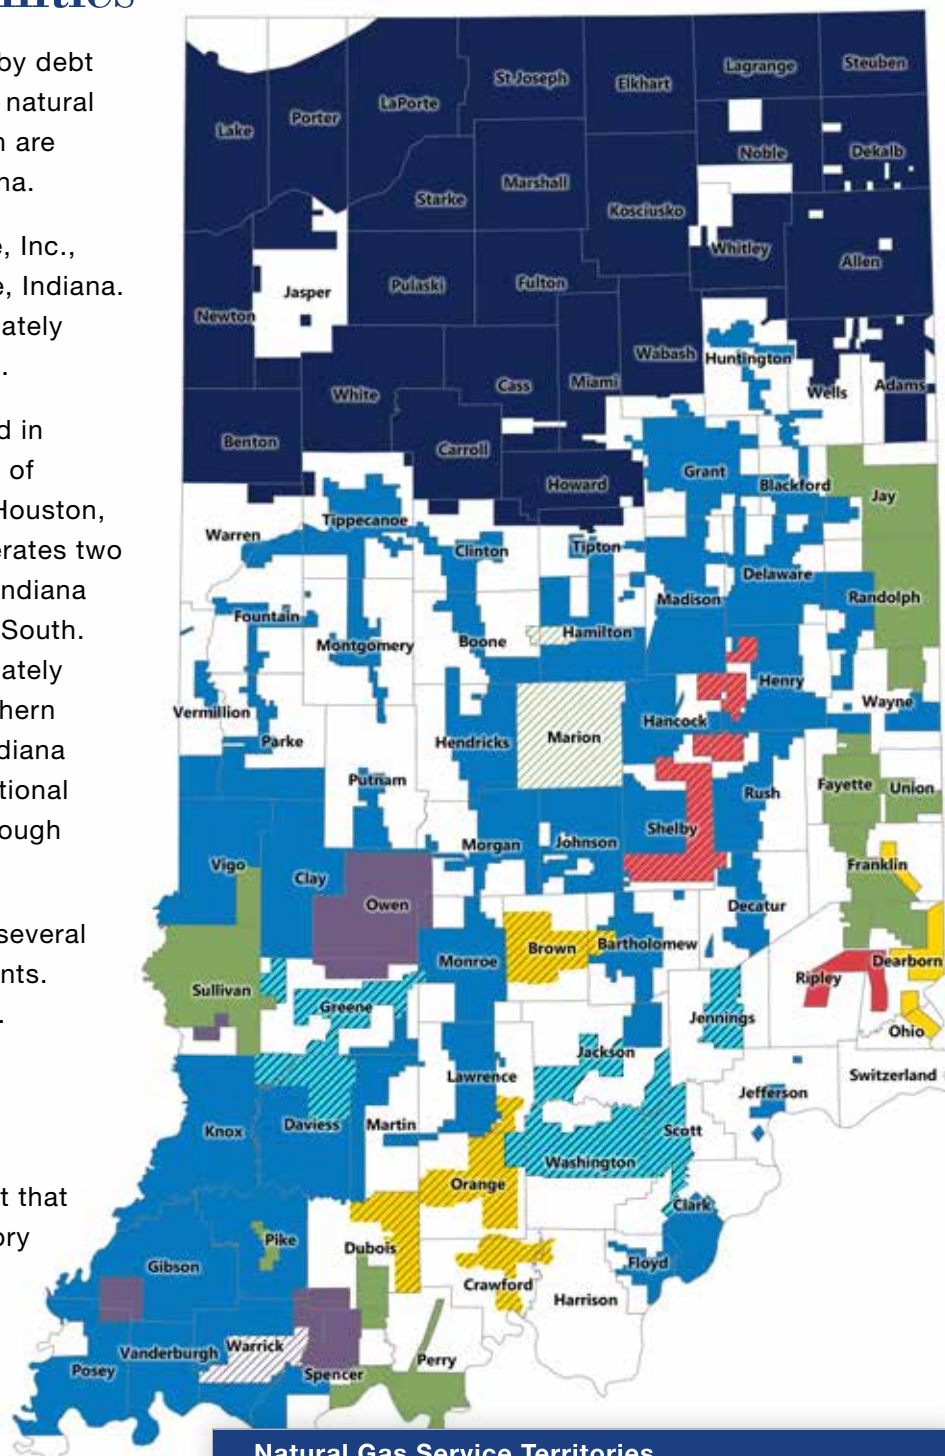 by debt
natural
are
e, Inc.,
e, Indiana.
ately
.
d in
of
Houston,
erates two
Indiana
South.
ately
hern
diana
tional
ough
several
nts.
.
t that
ory
St Joseph
Elkhart
Lagrange
Steuben
Lake
Porter
LaPorte
Noble
Dekalb
Starke
Marshall
Kosciusko
Whitley
Allen
Newton
Jasper
Pulaski
Fulton
White
Cass
Miami
Wabash
Huntington
Wells
Adams
Benton
Carroll
Howard
Grant
Blackford
Jay
Warren
Tippecanoe
Clinton
Tipton
Delaware
Randolph
Fountain
Montgomery
Boone
Hamilton
Madison
Henry
Wayne
Vermillion
Parke
Hendricks
Marion
Hancock
Putnam
Rush
Fayette
Union
Vigo
Clay
Morgan
Johnson
Shelby
Franklin
Owen
Decatur
Monroe
Brown
Bartholomew
Dearborn
Sullivan
Greene
Ripley
Jennings
Ohio
Jackson
Lawrence
Switzerland
Jefferson
Knox
Daviess
Martin
Scott
Washington
Orange
Clark
Pike
Dubois
Gibson
Crawford
Floyd
Harrison
Posey
Vanderburgh
Warrick
Spencer
Perry
Natural Gas Service Territories